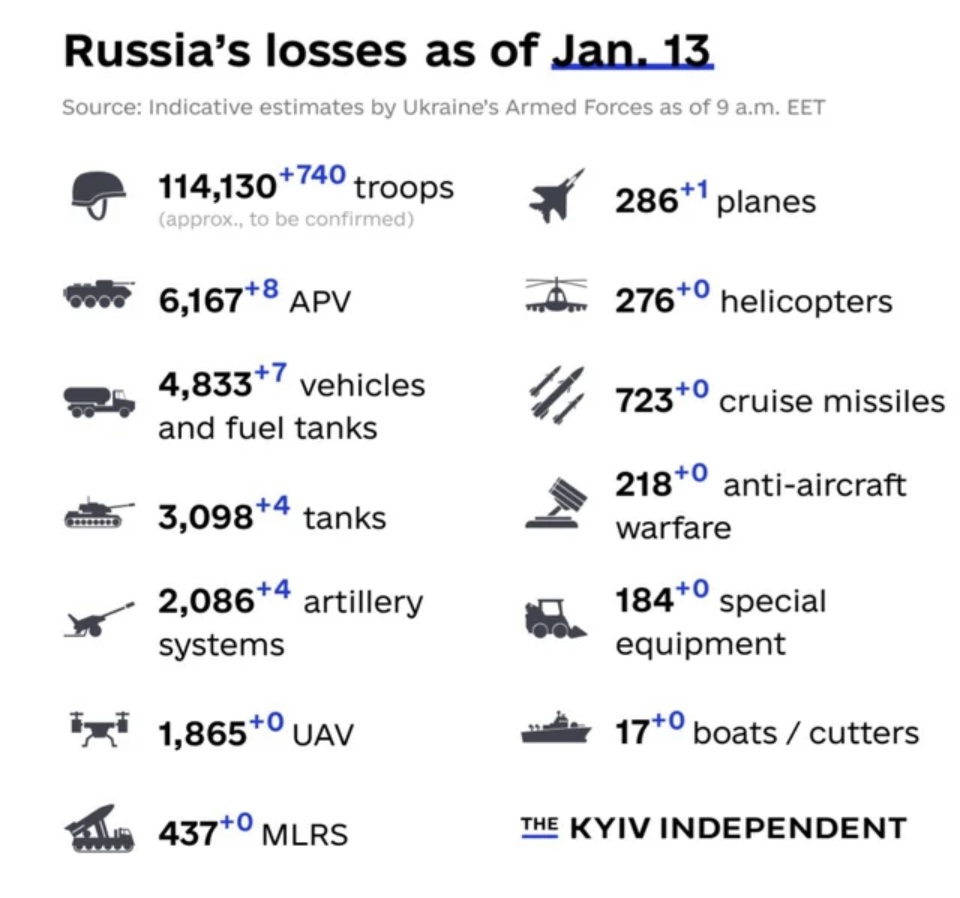 Russia's losses as of Jan. 13
Source: Indicative estimates by Ukraine's Armed Forces as of 9 a.m. EET
114,130+740 troops
(approx., to be confirmed)
6,167+8 APV
4,833+7 vehicles
and fuel tanks
3,098+4 tanks
2,086+4 artillery
systems
1,865+0 UAV
437+0 MLRS
286+1 planes
276+0 helicopters
723+0 cruise missiles
218+0 anti-aircraft
warfare
184+0 special
equipment
17+0 boats / cutters
THE KYIV INDEPENDENT